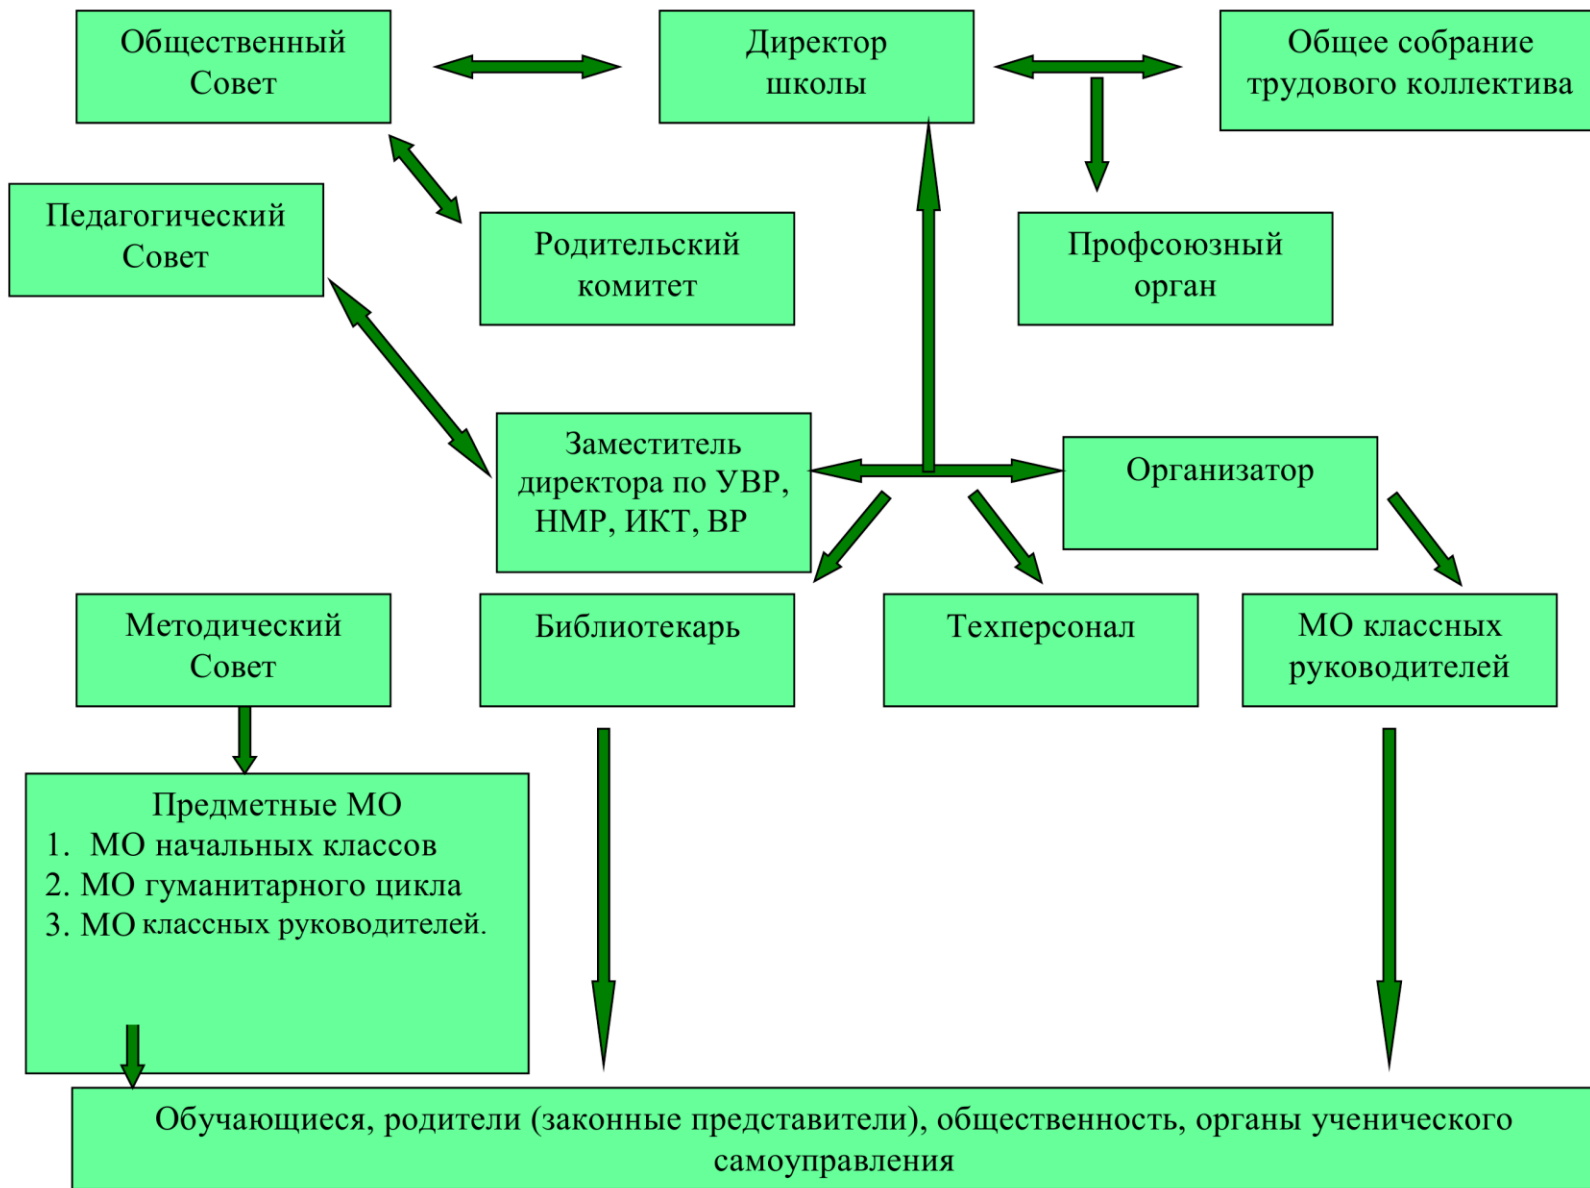 Общественный
Совет
Директор
школы
Общее собрание
трудового коллектива
Педагогический
Совет
Родительский
комитет
Профсоюзный
орган
Заместитель
директора по УВР,
НМР, ИКТ, ВР
Организатор
Методический
Совет
Библиотекарь
Техперсонал
МО классных
руководителей
Предметные МО
1. МО начальных классов
2. МО гуманитарного цикла
3. МО классных руководителей.
Обучающиеся, родители (законные представители), общественность, органы ученического
самоуправления